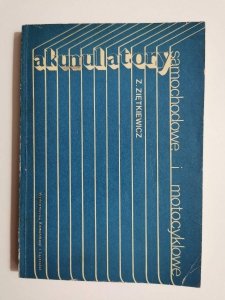 akumulatory
samochodowe i motocyklowe
Z. ZIĘTKIEWICZ